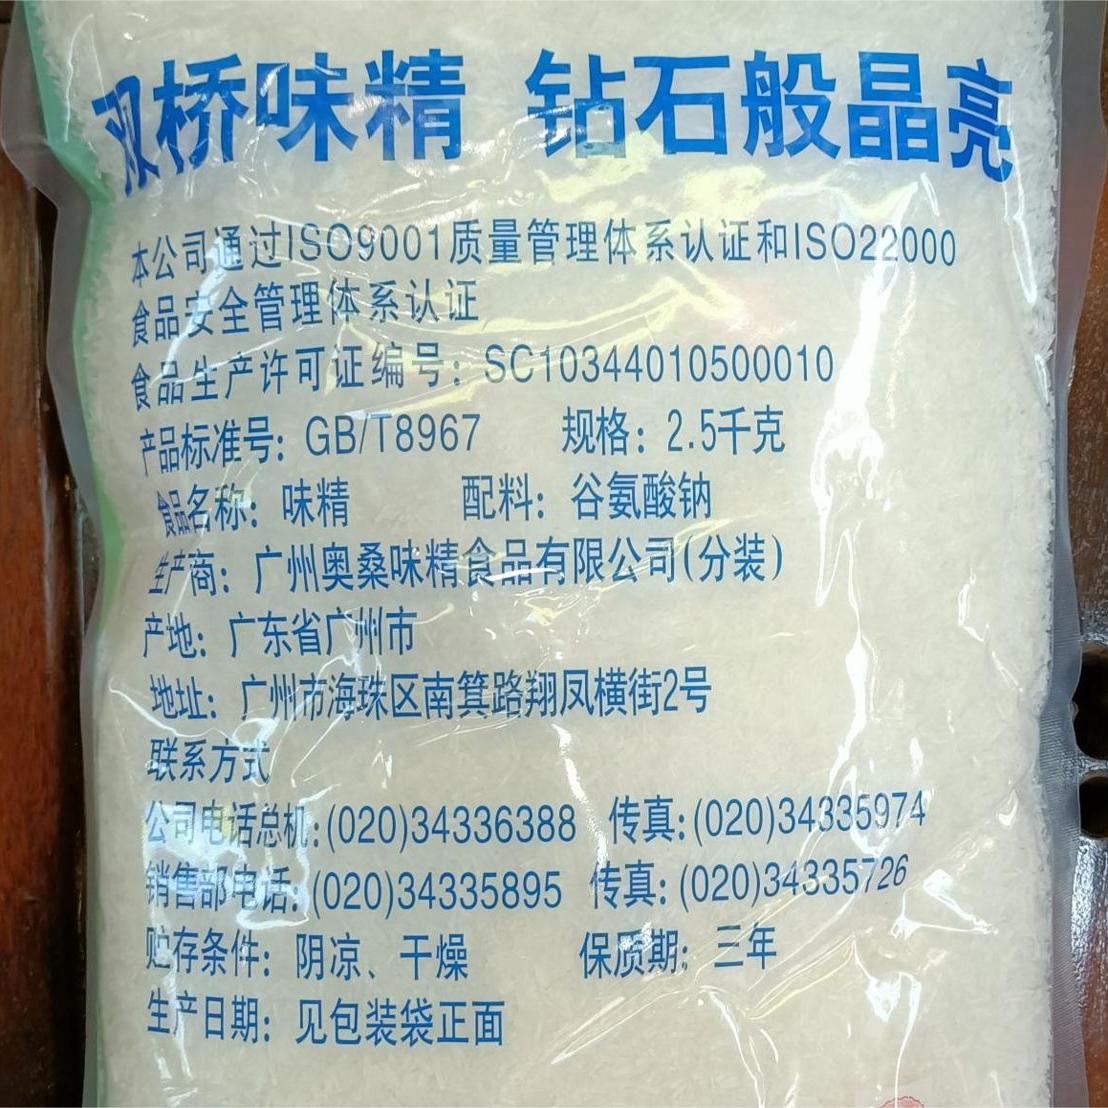 双桥味精 钻石般晶亮
本公司通过ISO9001质量管理体系认证和ISO22000
食品安全管理体系认证
食品生产许可证编号：SC10344010500010
产品标准号：GB/T8967 规格：2.5千克
食品名称：味精 配料：谷氨酸钠
生产商：广州奥桑味精食品有限公司(分装)
产地：广东省广州市
地址：广州市海珠区南箕路翔凤横街2号
联系方式
公司电话总机:(020)34336388 传真:(020)34335974
销售部电话:(020)34335895 传真:(020)34335726
贮存条件：阴凉、干燥 保质期：三年
生产日期：见包装袋正面